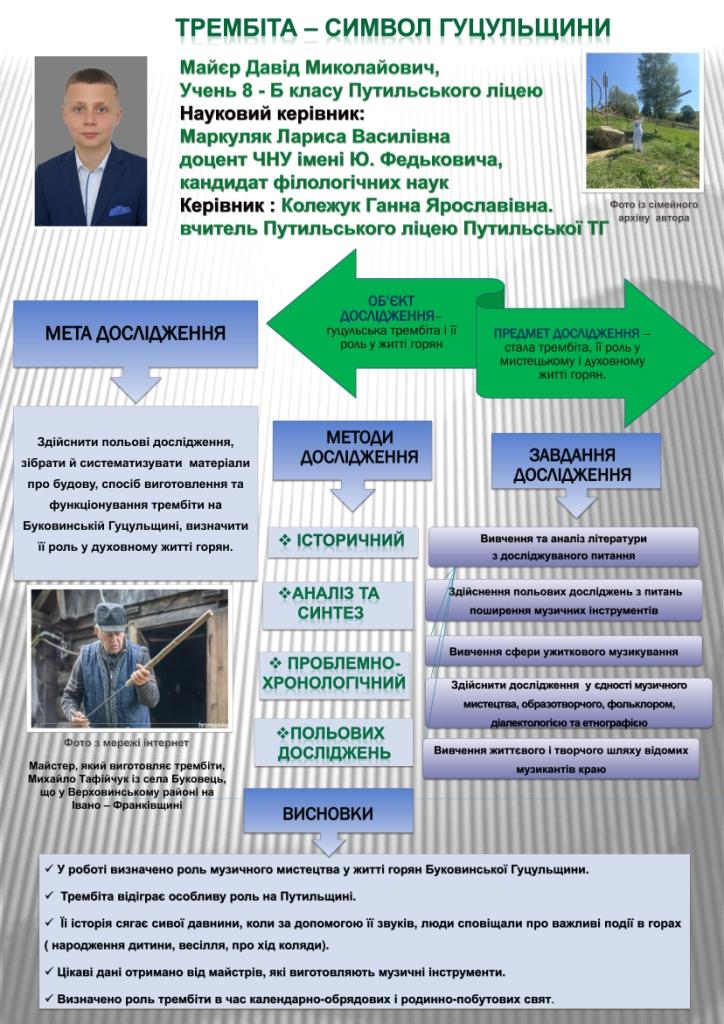 ТРЕМБІТА – СИМВОЛ ГУЦУЛЬЩИНИ
Майєр Давід Миколайович,
Учень 8 - Б класу Путильського ліцею
Науковий керівник:
Маркуляк Лариса Василівна
доцент ЧНУ імені Ю. Федьковича,
кандидат філологічних наук
Керівник : Колежук Ганна Ярославівна.
вчитель Путильського ліцею Путильської ТГ
Фото із сімейного
архіву автора
МЕТА ДОСЛІДЖЕННЯ
Здійснити польові дослідження,
зібрати й систематизувати матеріали
про будову, спосіб виготовлення та
функціонування трембіти на
Буковинській Гуцульщині, визначити
її роль у духовному житті горян.
ОБ'ЄКТ
ДОСЛІДЖЕННЯ–
гуцульська трембіта і її
роль у житті горян
ПРЕДМЕТ ДОСЛІДЖЕННЯ –
стала трембіта, її роль у
мистецькому і духовному
житті горян.
МЕТОДИ
ДОСЛІДЖЕННЯ
❖ ІСТОРИЧНИЙ
❖АНАЛІЗ ТА
СИНТЕЗ
❖ ПРОБЛЕМНО-
ХРОНОЛОГІЧНИЙ
❖ПОЛЬОВИХ
ДОСЛІДЖЕНЬ
ЗАВДАННЯ
ДОСЛІДЖЕННЯ
Вивчення та аналіз літератури
з досліджуваного питання
Здійснення польових досліджень з питань
поширення музичних інструментів
Вивчення сфери ужиткового музикування
Здійснити дослідження у єдності музичного
мистецтва, образотворчого, фольклором,
діалектологією та етнографією
Вивчення життєвого і творчого шляху відомих
музикантів краю
Фото з мережі інтернет
Майстер, який виготовляє трембіти,
Михайло Тафійчук із села Буковець,
що у Верховинському районі на
Івано – Франківщині
ВИСНОВКИ
✓ У роботі визначено роль музичного мистецтва у житті горян Буковинської Гуцульщини.
✓ Трембіта відіграє особливу роль на Путильщині.
✓ Її історія сягає сивої давнини, коли за допомогою її звуків, люди сповіщали про важливі події в горах
( народження дитини, весілля, про хід коляди).
✓ Цікаві дані отримано від майстрів, які виготовляють музичні інструменти.
✓ Визначено роль трембіти в час календарно-обрядових і родинно-побутових свят.